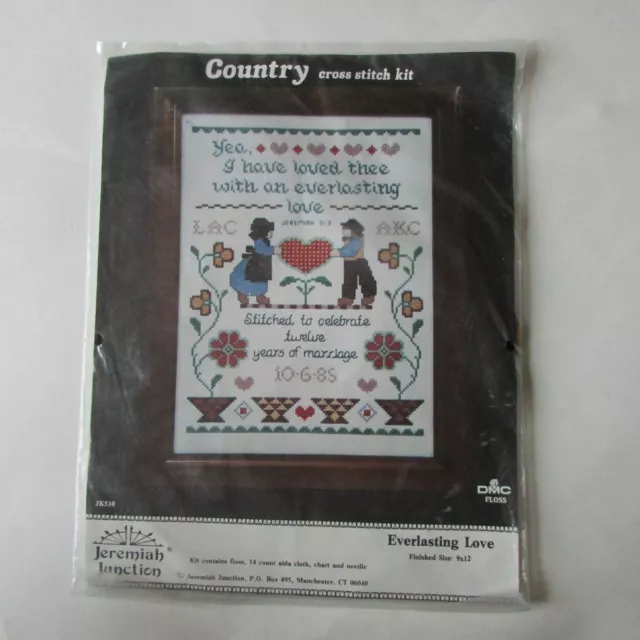 Country cross stitch kit
Yea,
I have loved thee
with an everlasting
love
JEREMIAH 31:3
LAC
AKC
Stitched to celebrate
twelve
years of marriage
10·6·85
JK510
DMC
FLOSS
Jeremiah®
Junction
Everlasting Love
Finished Size: 9x12
Kit contains floss, 14 count aida cloth, chart and needle
© Jeremiah Junction, P.O. Box 495, Manchester, CT 06040